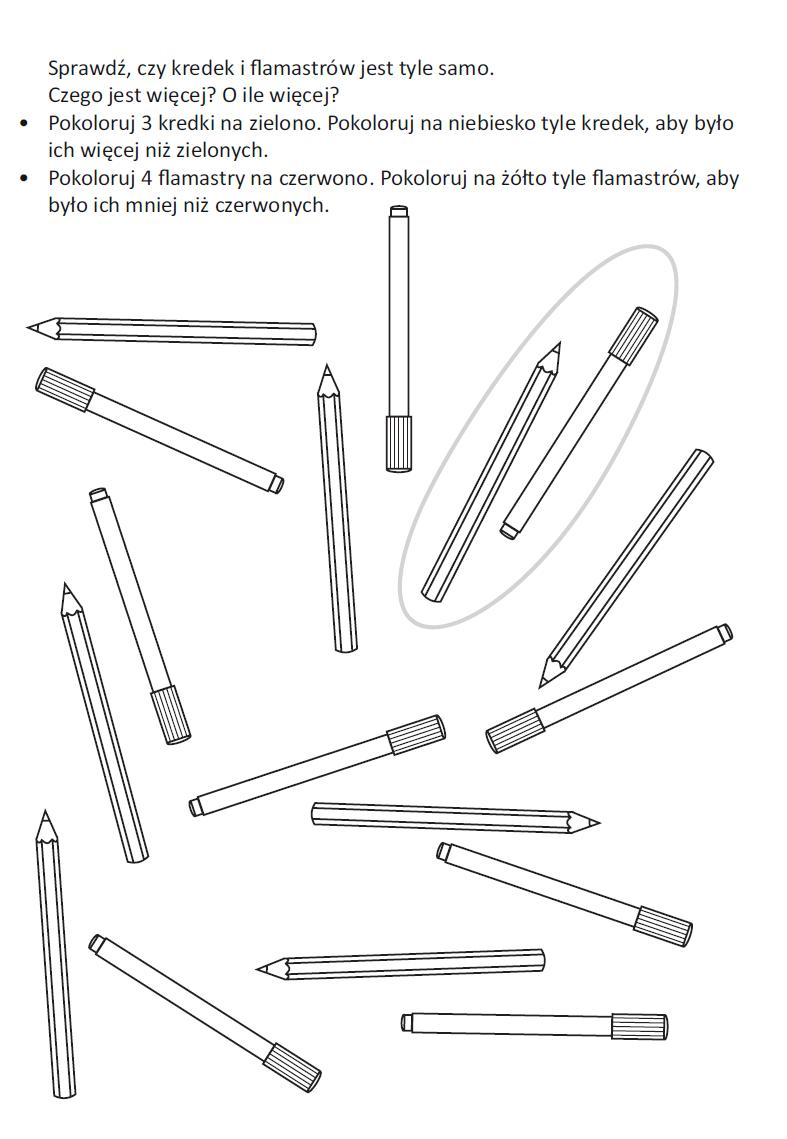 Sprawdź, czy kredek i flamastrów jest tyle samo.
Czego jest więcej? O ile więcej?
• Pokoloruj 3 kredki na zielono. Pokoloruj na niebiesko tyle kredek, aby było
ich więcej niż zielonych.
• Pokoloruj 4 flamastry na czerwono. Pokoloruj na żółto tyle flamastrów, aby
było ich mniej niż czerwonych.